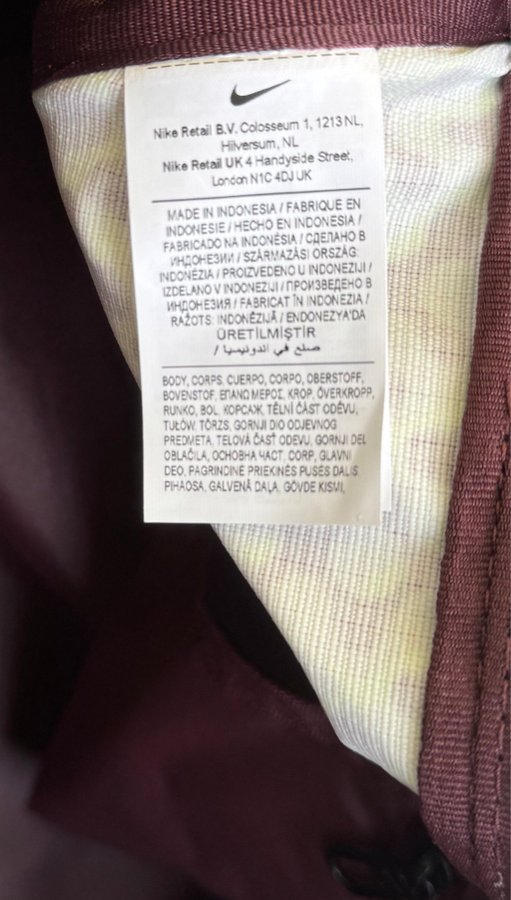 Nike Retail B.V. Colosseum 1, 1213 NL,
Hilversum, NL
Nike Retail UK 4 Handyside Street,
London N1C 4DJ UK
MADE IN INDONESIA / FABRIQUE EN
INDONESIE / HECHO EN INDONESIA /
FABRICADO NA INDONÉSIA / СДЕЛАНО В
ИНДОНЕЗИИ / SZÁRMAZÁSI ORSZÁG:
INDONÉZIA / PROIZVEDENO U INDONEZIJI /
IZDELANO V INDONEZIJI / ПРОИЗВЕДЕНО В
ИНДОНЕЗИЯ / FABRICAT ÎN INDONEZIA /
RAŽOTS: INDONĒZIJĀ / ENDONEZYA'DA
ÜRETİLMİŞTİR
صنع في اندونيسيا /
BODY, CORPS, CUERPO, CORPO, OBERSTOFF,
BOVENSTOF, ΕΠΑΝΩ ΜΕΡΟΣ, KROP, ÖVERKROPP,
RUNKO, BOL, КОРСАЖ, TĚLNÍ ČÁST ODĚVU,
TUŁÓW, TÖRZS, GORNJI DIO ODJEVNOG
PREDMETA, TELOVÁ ČASŤ ODEVU, GORNJI DEL
OBLAČILA, ОСНОВНА ЧАСТ, CORP, GLAVNI
DEO, PAGRINDINĖ PRIEKINĖS PUSĖS DALIS,
PIHAOSA, GALVENĀ DAĻA, GÖVDE KISMI,